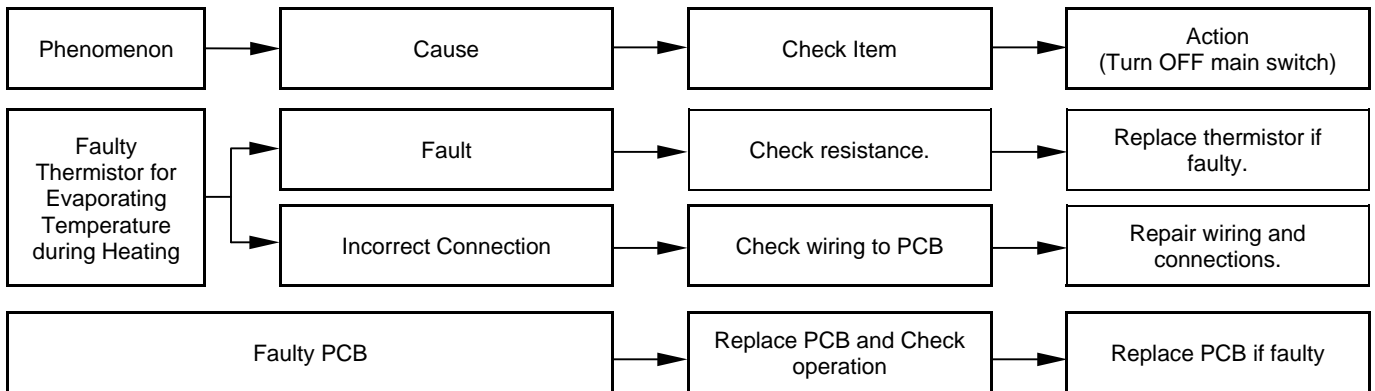 Phenomenon
Cause
Check Item
Action
(Turn OFF main switch)
Faulty
Thermistor for
Evaporating
Temperature
during Heating
Fault
Check resistance.
Replace thermistor if
faulty.
Incorrect Connection
Check wiring to PCB
Repair wiring and
connections.
Faulty PCB
Replace PCB and Check
operation
Replace PCB if faulty